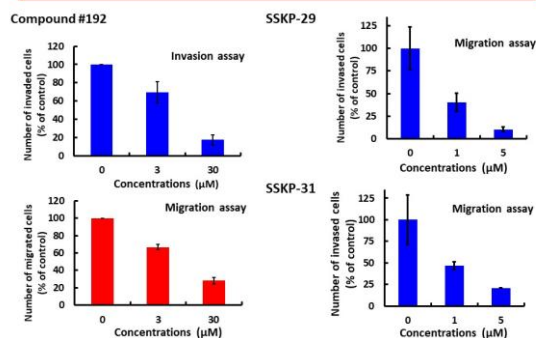 Compound #192
Invasion assay
Number of invaded cells
(% of control)
120
100
80
60
40
20
0
0 3 30
Concentrations (µM)
Migration assay
Number of migrated cells
(% of control)
120
100
80
60
40
20
0
0 3 30
Concentrations (µM)
SSKP-29
Migration assay
Number of invased cells
(% of control)
125
100
75
50
25
0
0 1 5
Concentrations (µM)
SSKP-31
Migration assay
Number of invased cells
(% of control)
125
100
75
50
25
0
0 1 5
Concentrations (µM)